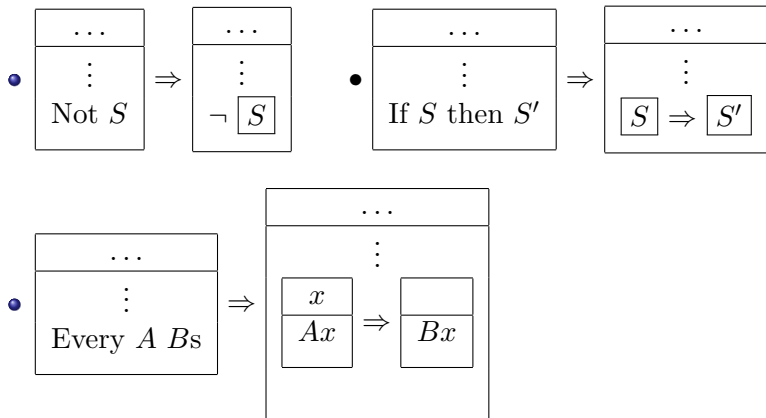 • … ⋮ Not S ⇒ … ⋮ ¬ S
• … ⋮ If S then S′ ⇒ … ⋮ S ⇒ S′
• … ⋮ Every A Bs ⇒ … ⋮ x Ax ⇒ Bx